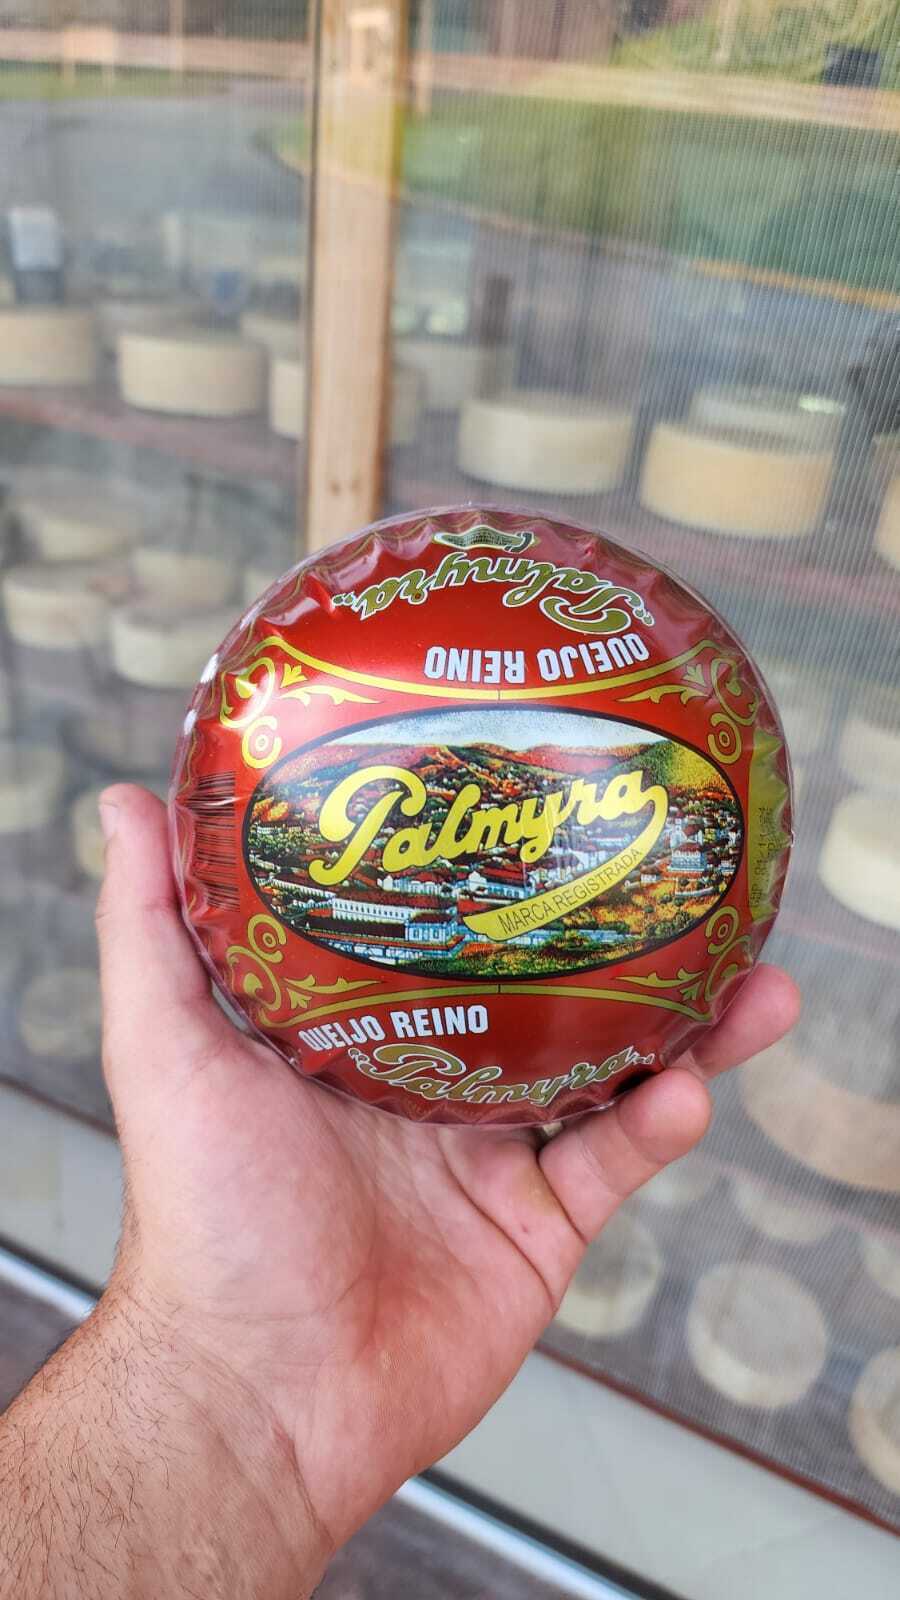 "Palmyra"
QUEIJO REINO
Palmyra
MARCA REGISTRADA
QUEIJO REINO
"Palmyra"